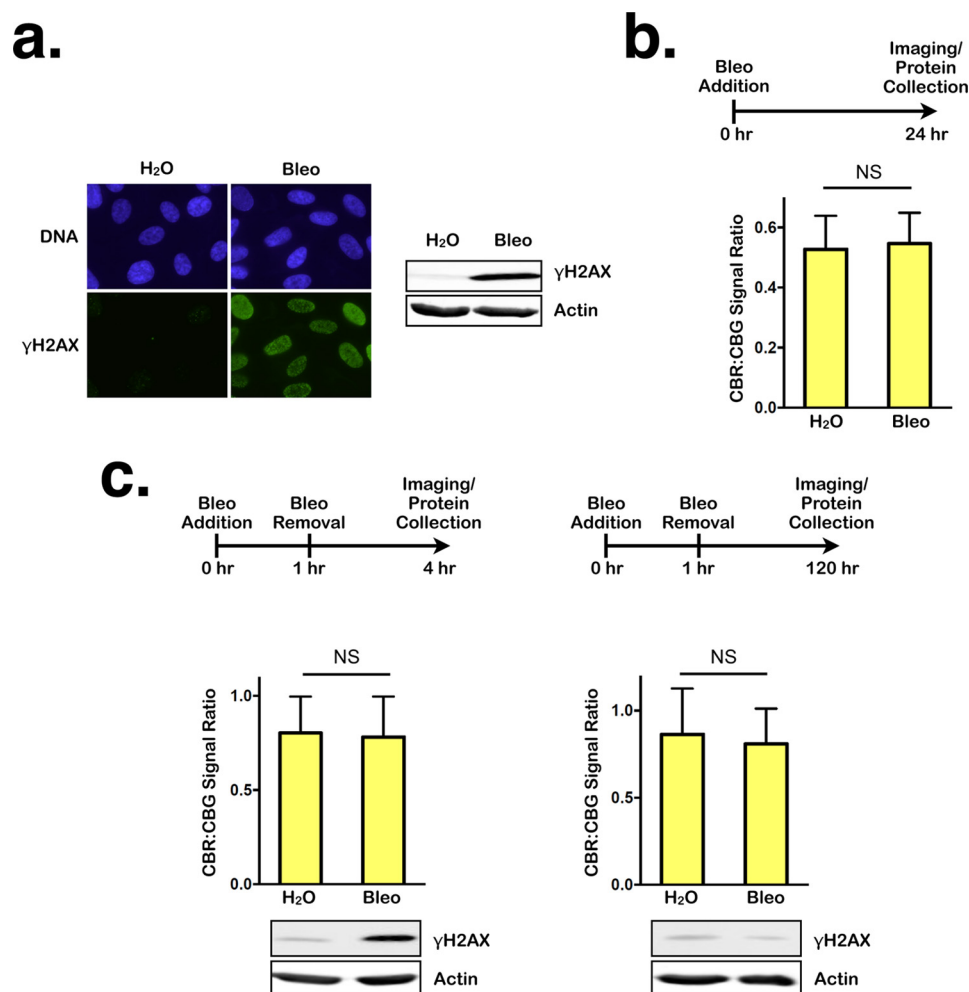 a.
H₂O Bleo
DNA
γH2AX
H₂O Bleo
γH2AX
Actin
b.
Bleo
Addition
Imaging/
Protein
Collection
0 hr 24 hr
NS
CBR:CBG Signal Ratio
0.6
0.4
0.2
0.0
H₂O Bleo
c.
Bleo
Addition
Bleo
Removal
Imaging/
Protein
Collection
0 hr 1 hr 4 hr
NS
CBR:CBG Signal Ratio
1.0
0.5
0.0
H₂O Bleo
γH2AX
Actin
Bleo
Addition
Bleo
Removal
Imaging/
Protein
Collection
0 hr 1 hr 120 hr
NS
CBR:CBG Signal Ratio
1.0
0.5
0.0
H₂O Bleo
γH2AX
Actin